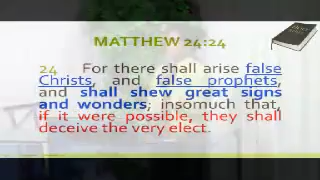 MATTHEW 24:24
24 For there shall arise false
Christs, and false prophets,
and shall shew great signs
and wonders; insomuch that,
if it were possible, they shall
deceive the very elect.